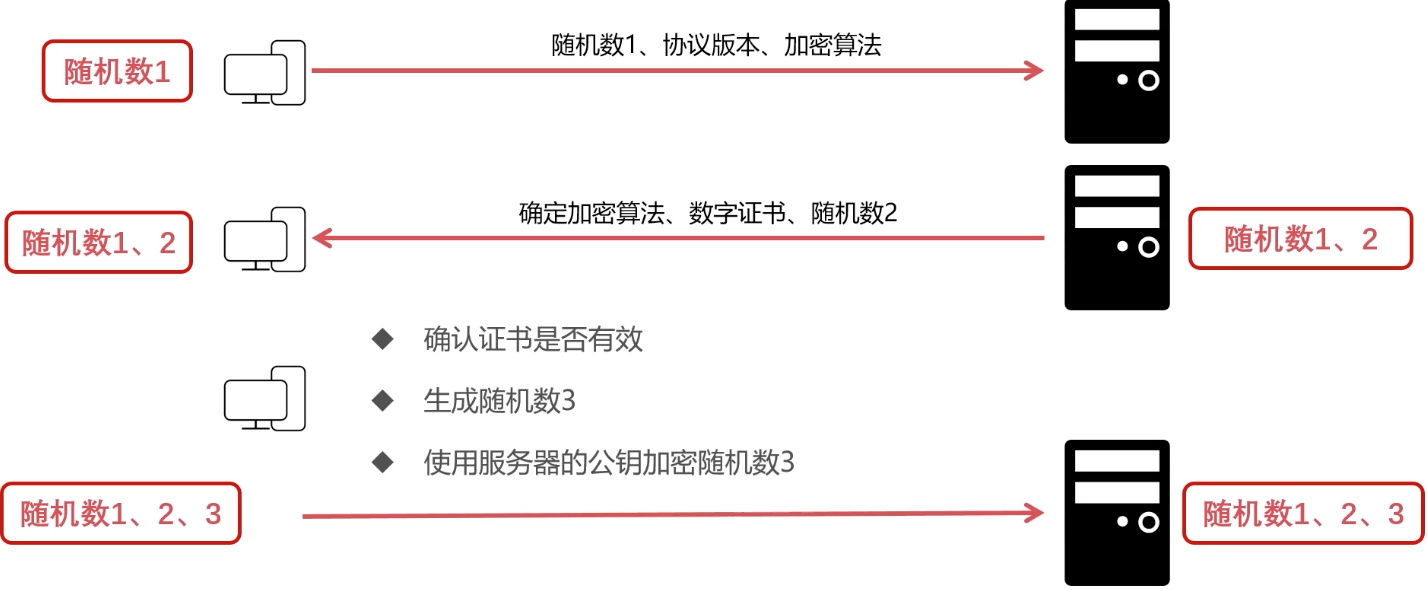 随机数1、协议版本、加密算法
随机数1
确定加密算法、数字证书、随机数2
随机数1、2
随机数1、2
确认证书是否有效
生成随机数3
使用服务器的公钥加密随机数3
随机数1、2、3
随机数1、2、3